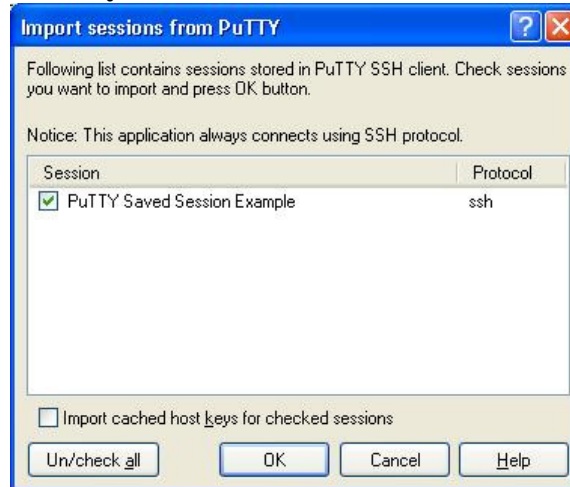 Import sessions from PuTTY
Following list contains sessions stored in PuTTY SSH client. Check sessions
you want to import and press OK button.
Notice: This application always connects using SSH protocol.
Session Protocol
PuTTY Saved Session Example ssh
Import cached host keys for checked sessions
Un/check all OK Cancel Help